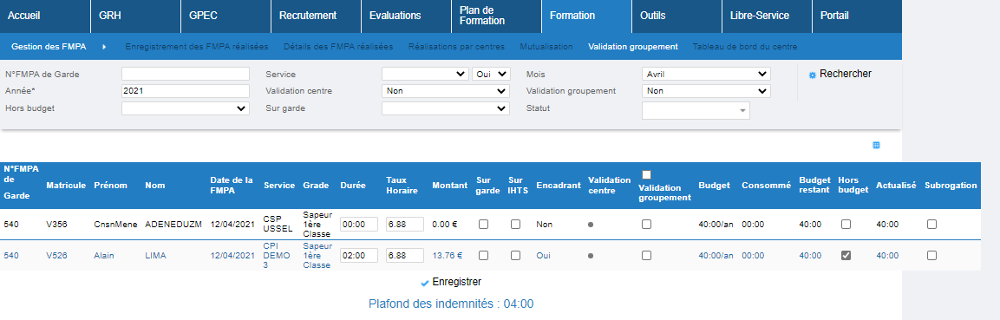 Accueil GRH GPEC Recrutement Evaluations Plan de Formation Formation Outils Libre-Service Portail
Gestion des FMPA Enregistrement des FMPA réalisées Détails des FMPA réalisées Réalisations par centres Mutualisation Validation groupement Tableau de bord du centre
N°FMPA de Garde Service Oui Mois Avril Rechercher
Année* 2021 Validation centre Non Validation groupement Non
Hors budget Sur garde Statut
N°FMPA de Garde Matricule Prénom Nom Date de la FMPA Service Grade Durée Taux Horaire Montant Sur garde Sur IHTS Encadrant Validation centre Validation groupement Budget Consommé Budget restant Hors budget Actualisé Subrogation
540 V356 CnsnMene ADENEDUZM 12/04/2021 CSP USSEL Sapeur 1ère Classe 00:00 6.88 0.00 € Non 40:00/an 00:00 40:00 40:00
540 V526 Alain LIMA 12/04/2021 CPI DEMO 3 Sapeur 1ère Classe 02:00 6.88 13.76 € Oui 40:00/an 00:00 40:00 40:00
Enregistrer
Plafond des indemnités : 04:00